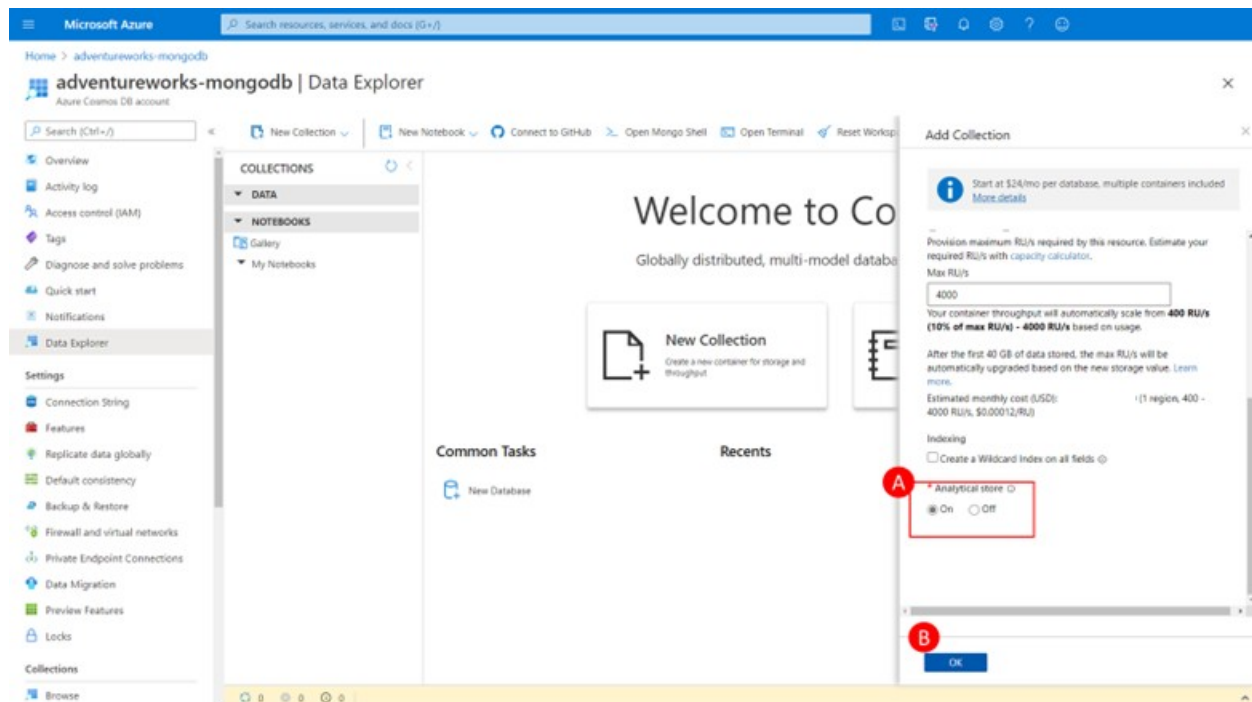 Microsoft Azure
Search resources, services, and docs (G+/)
Home > adventureworks-mongodb
adventureworks-mongodb | Data Explorer
Azure Cosmos DB account
Search (Ctrl+/)
Overview
Activity log
Access control (IAM)
Tags
Diagnose and solve problems
Quick start
Notifications
Data Explorer
Settings
Connection String
Features
Replicate data globally
Default consistency
Backup & Restore
Firewall and virtual networks
Private Endpoint Connections
Data Migration
Preview Features
Locks
Collections
Browse
New Collection
New Notebook
Connect to GitHub
Open Mongo Shell
Open Terminal
Reset Worksp
COLLECTIONS
DATA
NOTEBOOKS
Gallery
My Notebooks
Welcome to Co
Globally distributed, multi-model databa
New Collection
Create a new container for storage and
throughput
Common Tasks
Recents
New Database
0 0 0
Add Collection
Start at $24/mo per database, multiple containers included
More details
Provision maximum RU/s required by this resource. Estimate your
required RU/s with capacity calculator.
Max RU/s
4000
Your container throughput will automatically scale from 400 RU/s
(10% of max RU/s) - 4000 RU/s based on usage.
After the first 40 GB of data stored, the max RU/s will be
automatically upgraded based on the new storage value. Learn
more.
Estimated monthly cost (USD): (1 region, 400 -
4000 RU/s, $0.00012/RU)
Indexing
Create a Wildcard Index on all fields
A
* Analytical store
On Off
B
OK